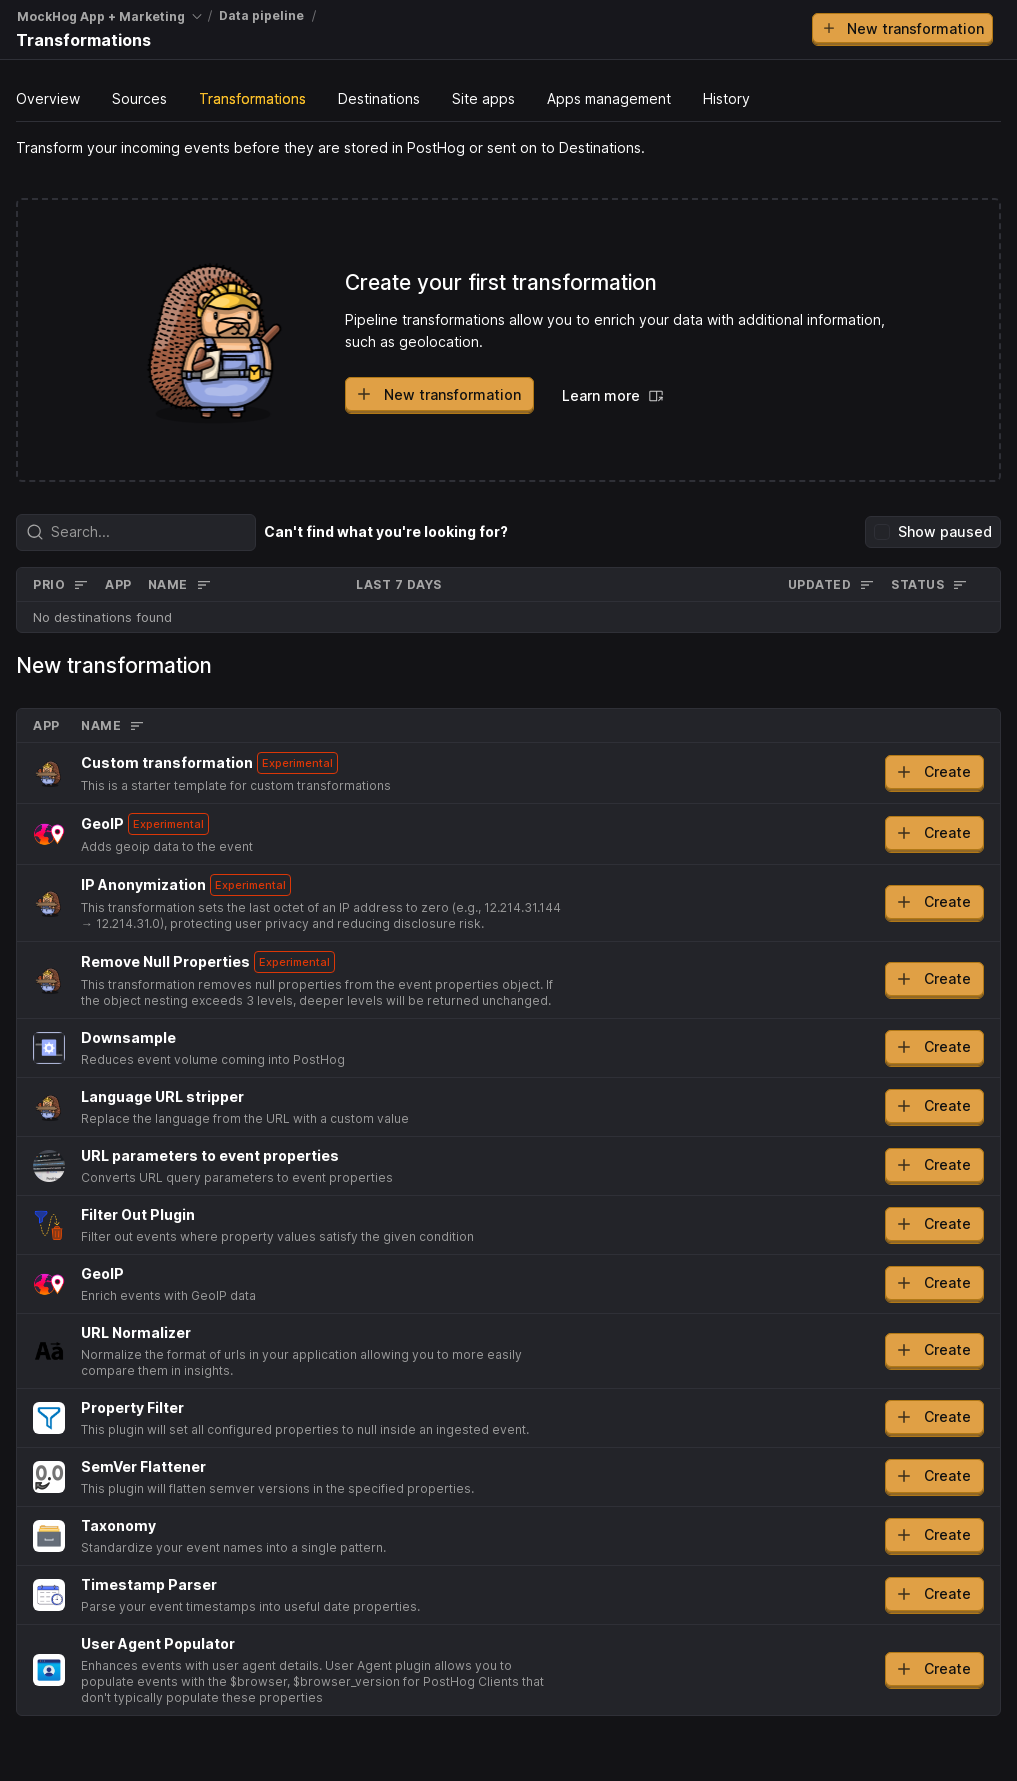 MockHog App + Marketing / Data pipeline /
Transformations
New transformation
Overview Sources Transformations Destinations Site apps Apps management History
Transform your incoming events before they are stored in PostHog or sent on to Destinations.
Create your first transformation
Pipeline transformations allow you to enrich your data with additional information,
such as geolocation.
New transformation Learn more
Search... Can't find what you're looking for? Show paused
PRIO APP NAME LAST 7 DAYS UPDATED STATUS
No destinations found
New transformation
APP NAME
Custom transformation Experimental
This is a starter template for custom transformations
Create
GeoIP Experimental
Adds geoip data to the event
Create
IP Anonymization Experimental
This transformation sets the last octet of an IP address to zero (e.g., 12.214.31.144
→ 12.214.31.0), protecting user privacy and reducing disclosure risk.
Create
Remove Null Properties Experimental
This transformation removes null properties from the event properties object. If
the object nesting exceeds 3 levels, deeper levels will be returned unchanged.
Create
Downsample
Reduces event volume coming into PostHog
Create
Language URL stripper
Replace the language from the URL with a custom value
Create
URL parameters to event properties
Converts URL query parameters to event properties
Create
Filter Out Plugin
Filter out events where property values satisfy the given condition
Create
GeoIP
Enrich events with GeoIP data
Create
URL Normalizer
Normalize the format of urls in your application allowing you to more easily
compare them in insights.
Create
Property Filter
This plugin will set all configured properties to null inside an ingested event.
Create
SemVer Flattener
This plugin will flatten semver versions in the specified properties.
Create
Taxonomy
Standardize your event names into a single pattern.
Create
Timestamp Parser
Parse your event timestamps into useful date properties.
Create
User Agent Populator
Enhances events with user agent details. User Agent plugin allows you to
populate events with the $browser, $browser_version for PostHog Clients that
don't typically populate these properties
Create